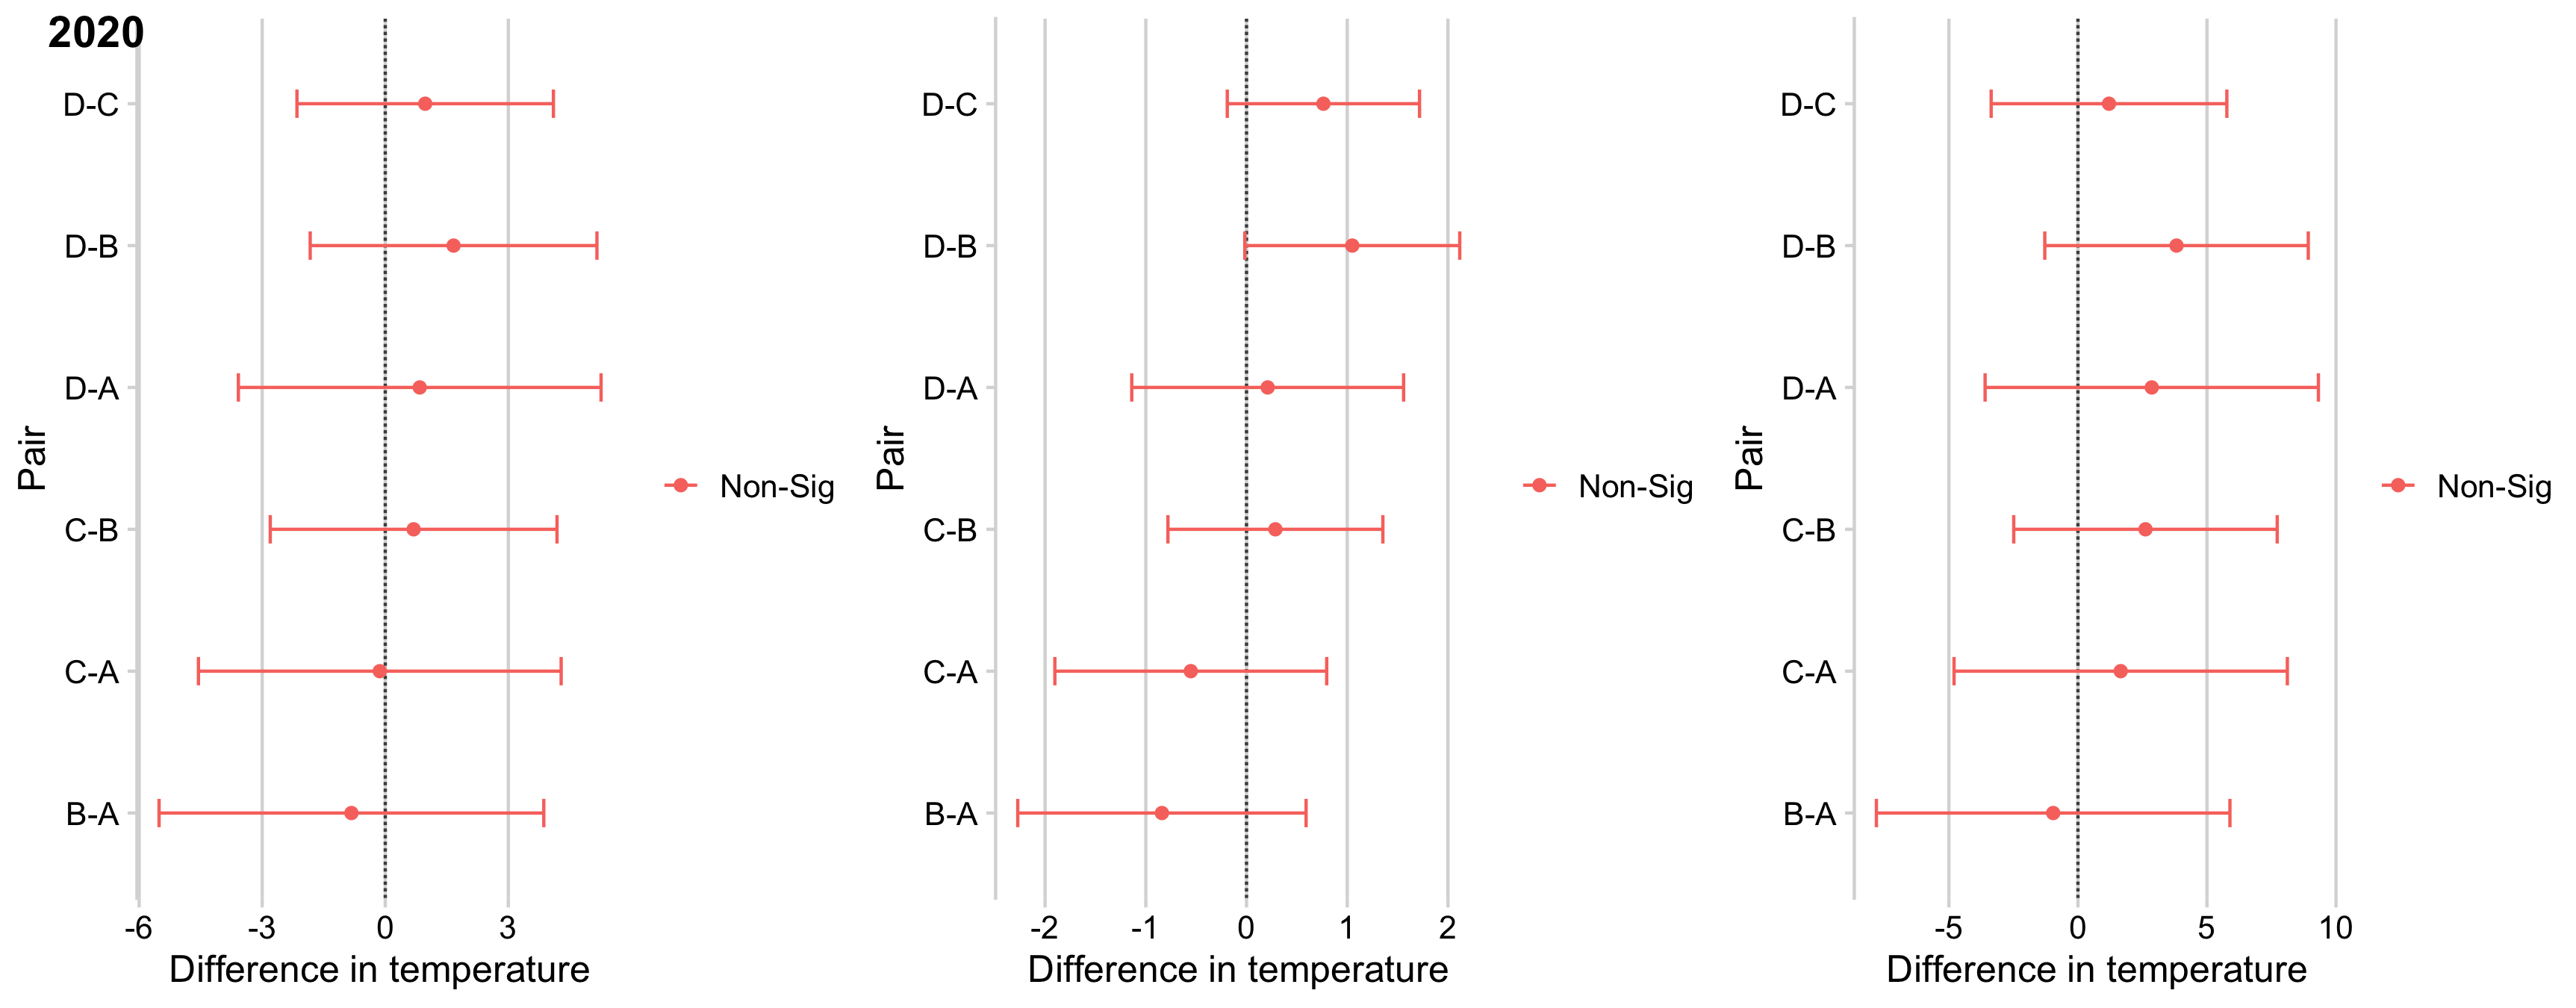 2020
D-C
D-B
D-A
C-B
C-A
B-A
Pair
-6 -3 0 3
Difference in temperature
Non-Sig
D-C
D-B
D-A
C-B
C-A
B-A
Pair
-2 -1 0 1 2
Difference in temperature
Non-Sig
D-C
D-B
D-A
C-B
C-A
B-A
Pair
-5 0 5 10
Difference in temperature
Non-Sig